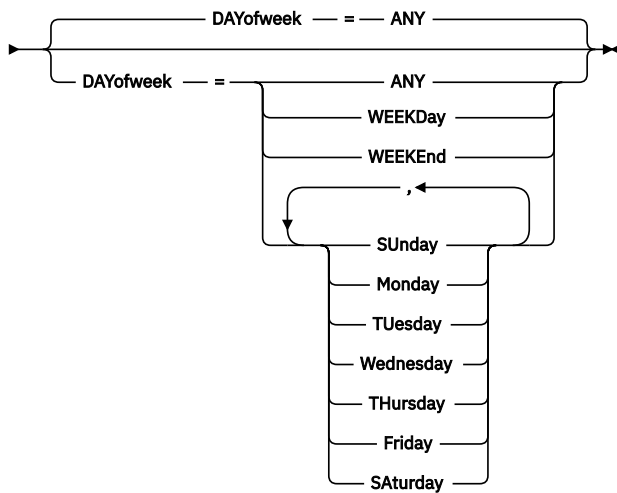 DAYofweek = ANY
DAYofweek = ANY
WEEKDay
WEEKEnd
,
SUnday
Monday
TUesday
Wednesday
THursday
Friday
SAturday